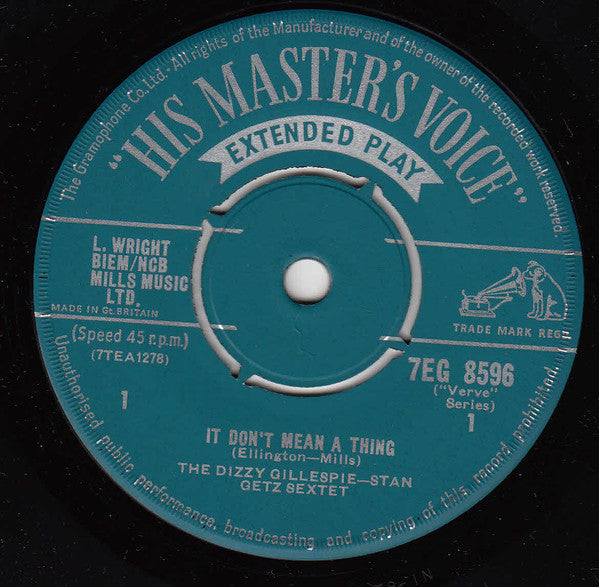 The Gramophone Co. Ltd. All rights of the Manufacturer and of the owner of the recorded work reserved.
"HIS MASTER'S VOICE"
EXTENDED PLAY
L. WRIGHT
BIEM/NCB
MILLS MUSIC
LTD.
MADE IN Gt. BRITAIN
TRADE MARK REGD
(Speed 45 r.p.m.)
(7TEA1278)
7EG 8596
("Verve"
Series)
1
1
IT DON'T MEAN A THING
(Ellington—Mills)
THE DIZZY GILLESPIE—STAN
GETZ SEXTET
Unauthorised public performance, broadcasting and copying of this record prohibited.